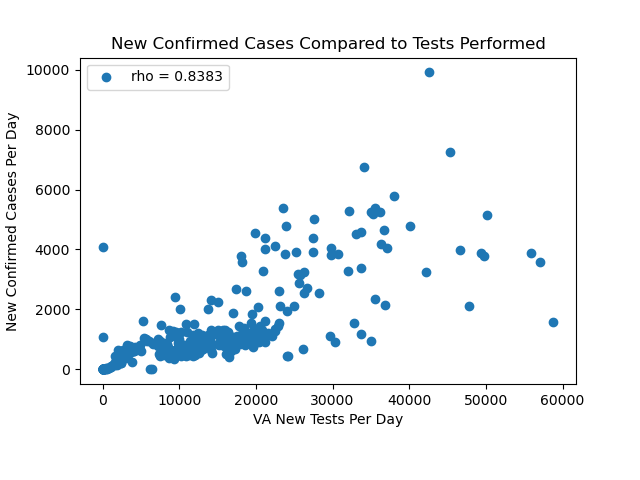 New Confirmed Cases Compared to Tests Performed
rho = 0.8383
New Confirmed Caeses Per Day
10000
8000
6000
4000
2000
0
0 10000 20000 30000 40000 50000 60000
VA New Tests Per Day